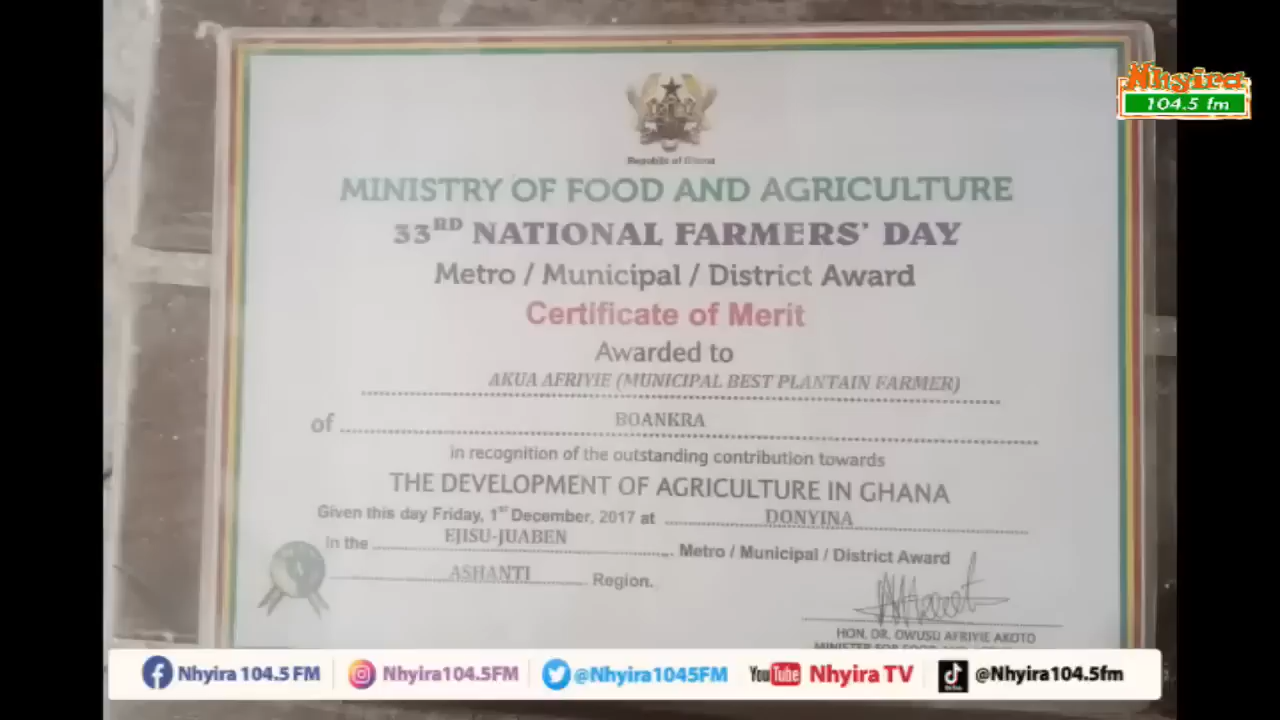 Nhyira
104.5 fm
Republic of Ghana
MINISTRY OF FOOD AND AGRICULTURE
33RD NATIONAL FARMERS' DAY
Metro / Municipal / District Award
Certificate of Merit
Awarded to
AKUA AFRIYIE (MUNICIPAL BEST PLANTAIN FARMER)
of BOANKRA
in recognition of the outstanding contribution towards
THE DEVELOPMENT OF AGRICULTURE IN GHANA
Given this day Friday, 1st December, 2017 at DONYINA
In the EJISU-JUABEN Metro / Municipal / District Award
ASHANTI Region.
HON. DR. OWUSU AFRIYIE AKOTO
MINISTER FOR FOOD AND
Nhyira 104.5 FM Nhyira104.5FM @Nhyira1045FM YouTube Nhyira TV @Nhyira104.5fm